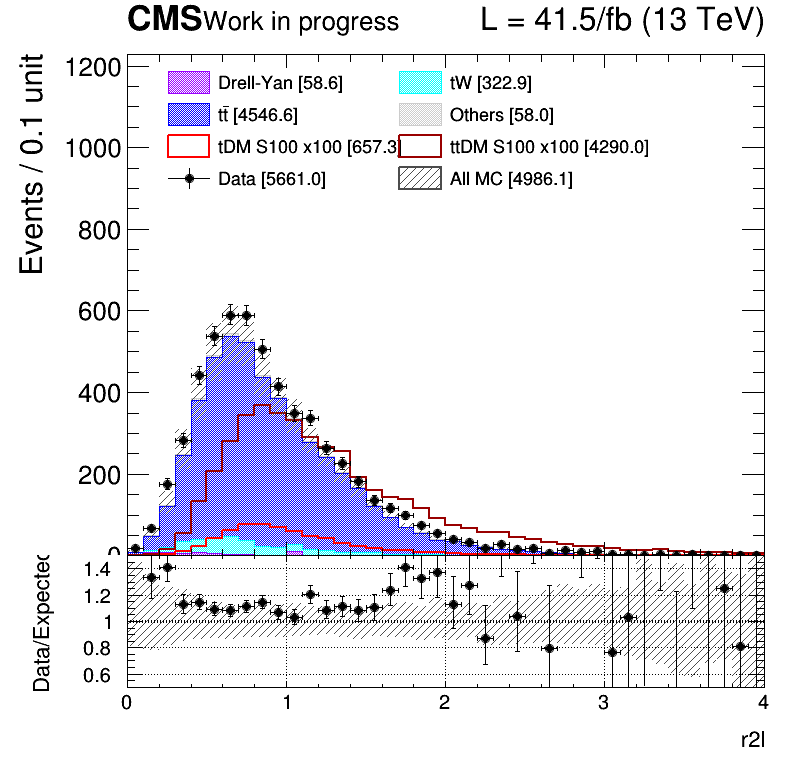 CMS Work in progress L = 41.5/fb (13 TeV)
Events / 0.1 unit
1200
1000
800
600
400
200
0
Drell-Yan [58.6] tW [322.9]
tt̄ [4546.6] Others [58.0]
tDM S100 x100 [657.3] ttDM S100 x100 [4290.0]
Data [5661.0] All MC [4986.1]
Data/Expected
1.4
1.2
1
0.8
0.6
0 1 2 3 4
r2l